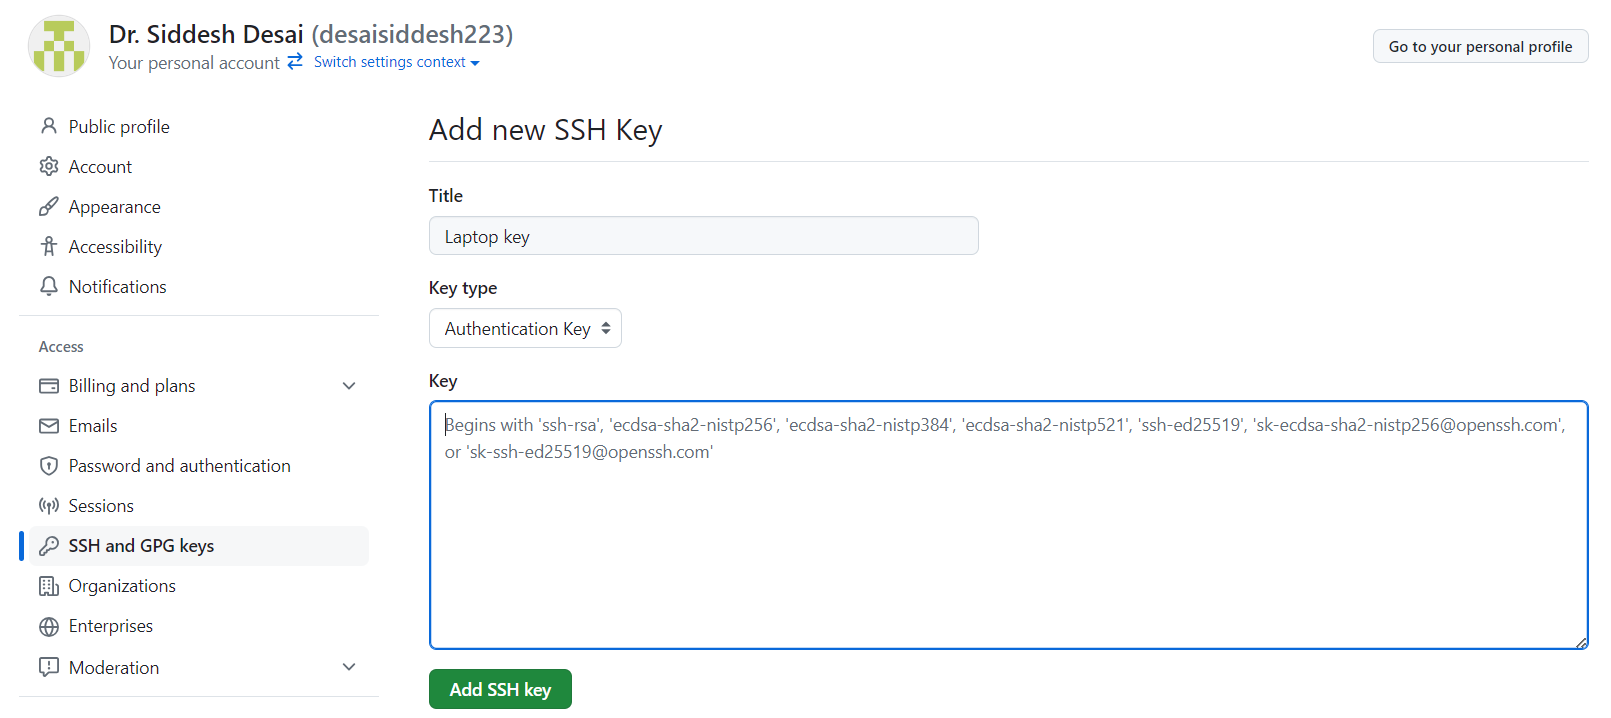 Dr. Siddesh Desai (desaisiddesh223)
Your personal account Switch settings context
Go to your personal profile
Public profile
Account
Appearance
Accessibility
Notifications
Access
Billing and plans
Emails
Password and authentication
Sessions
SSH and GPG keys
Organizations
Enterprises
Moderation
Add new SSH Key
Title
Laptop key
Key type
Authentication Key
Key
Begins with 'ssh-rsa', 'ecdsa-sha2-nistp256', 'ecdsa-sha2-nistp384', 'ecdsa-sha2-nistp521', 'ssh-ed25519', 'sk-ecdsa-sha2-nistp256@openssh.com',
or 'sk-ssh-ed25519@openssh.com'
Add SSH key